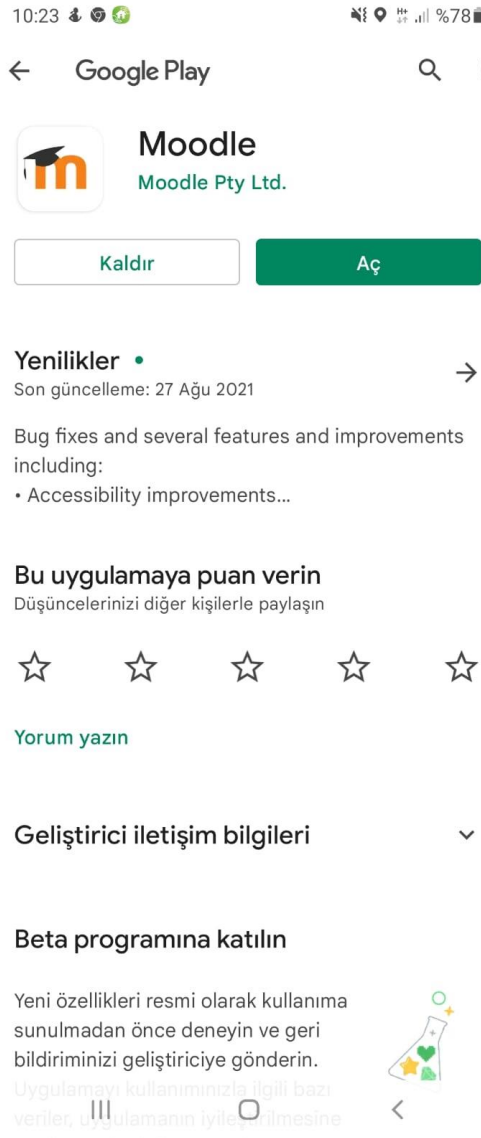 10:23 %78
Google Play
m
Moodle
Moodle Pty Ltd.
Kaldır Aç
Yenilikler
Son güncelleme: 27 Ağu 2021
Bug fixes and several features and improvements
including:
• Accessibility improvements...
Bu uygulamaya puan verin
Düşüncelerinizi diğer kişilerle paylaşın
Yorum yazın
Geliştirici iletişim bilgileri
Beta programına katılın
Yeni özellikleri resmi olarak kullanıma
sunulmadan önce deneyin ve geri
bildiriminizi geliştiriciye gönderin.
Uygulamayı kullanımınızla ilgili bazı
veriler, uygulamanın iyileştirilmesine